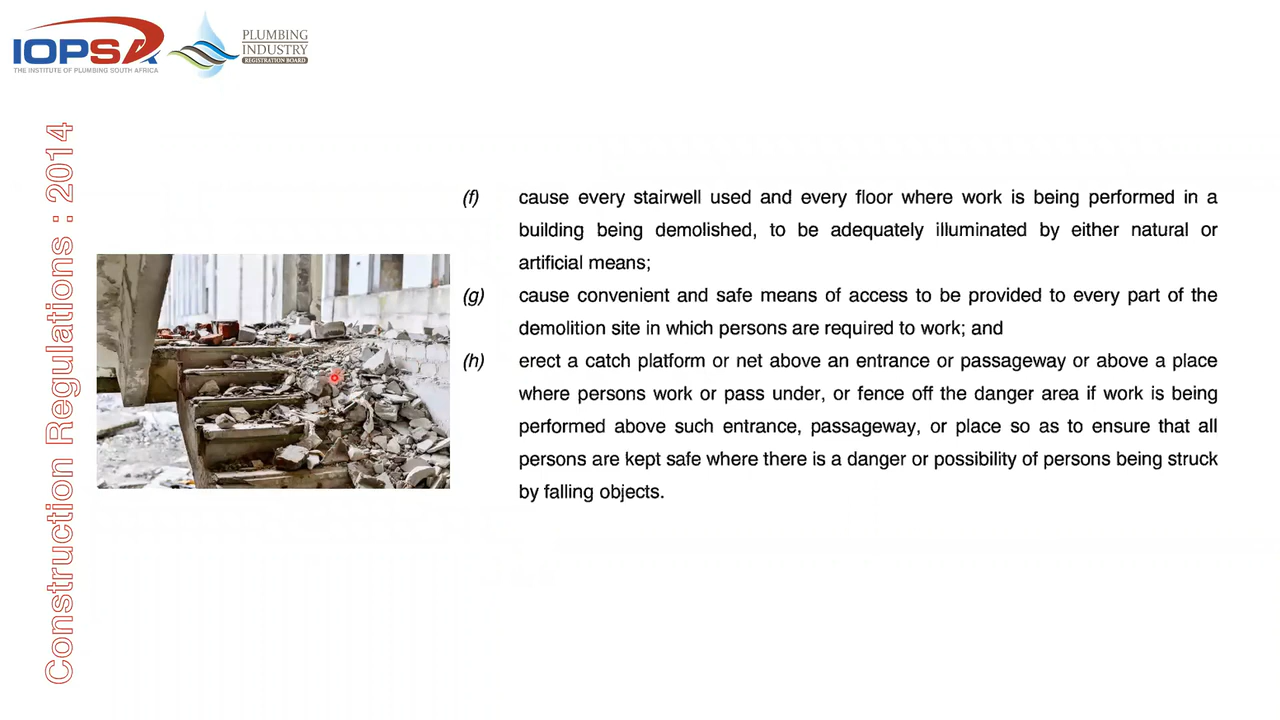 IOPSA
THE INSTITUTE OF PLUMBING SOUTH AFRICA
PLUMBING
INDUSTRY
REGISTRATION BOARD
Construction Regulations : 2014
(f) cause every stairwell used and every floor where work is being performed in a
building being demolished, to be adequately illuminated by either natural or
artificial means;
(g) cause convenient and safe means of access to be provided to every part of the
demolition site in which persons are required to work; and
(h) erect a catch platform or net above an entrance or passageway or above a place
where persons work or pass under, or fence off the danger area if work is being
performed above such entrance, passageway, or place so as to ensure that all
persons are kept safe where there is a danger or possibility of persons being struck
by falling objects.